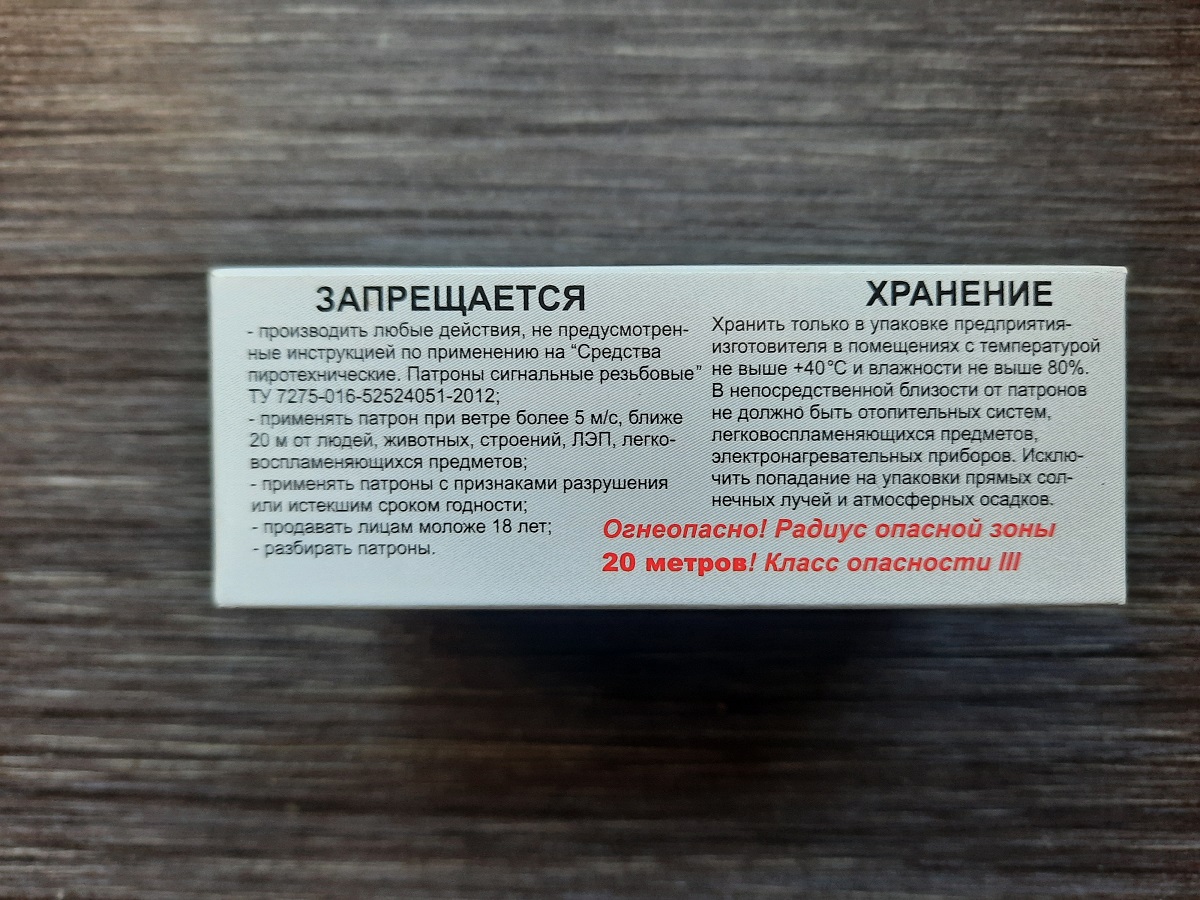 ЗАПРЕЩАЕТСЯ
- производить любые действия, не предусмотрен-
ные инструкцией по применению на “Средства
пиротехнические. Патроны сигнальные резьбовые”
ТУ 7275-016-52524051-2012;
- применять патрон при ветре более 5 м/с, ближе
20 м от людей, животных, строений, ЛЭП, легко-
воспламеняющихся предметов;
- применять патроны с признаками разрушения
или истекшим сроком годности;
- продавать лицам моложе 18 лет;
- разбирать патроны.
ХРАНЕНИЕ
Хранить только в упаковке предприятия-
изготовителя в помещениях с температурой
не выше +40°С и влажности не выше 80%.
В непосредственной близости от патронов
не должно быть отопительных систем,
легковоспламеняющихся предметов,
электронагревательных приборов. Исклю-
чить попадание на упаковки прямых сол-
нечных лучей и атмосферных осадков.
Огнеопасно! Радиус опасной зоны
20 метров! Класс опасности III